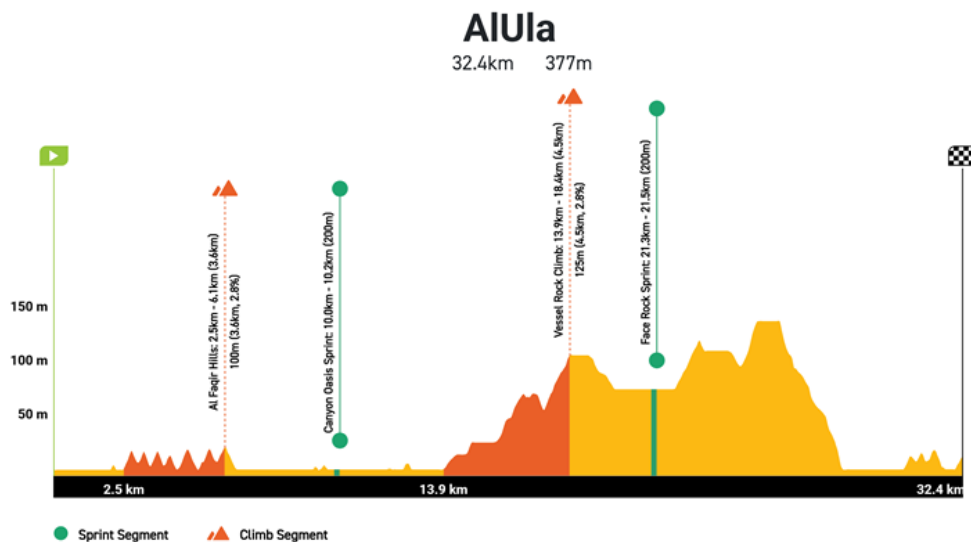 AlUla
32.4km 377m
Al Faqir Hills: 2.5km - 6.1km (3.6km)
100m (3.6km, 2.8%)
Canyon Oasis Sprint: 10.0km - 10.2km (200m)
Vessel Rock Climb: 13.9km - 18.4km (4.5km)
125m (4.5km, 2.8%)
Face Rock Sprint: 21.3km - 21.5km (200m)
150 m
100 m
50 m
2.5 km
13.9 km
32.4 km
Sprint Segment
Climb Segment